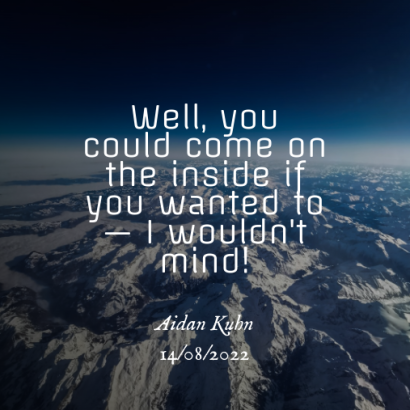 Well, you
could come on
the inside if
you wanted to
— I wouldn't
mind!
Aidan Kuhn
14/08/2022